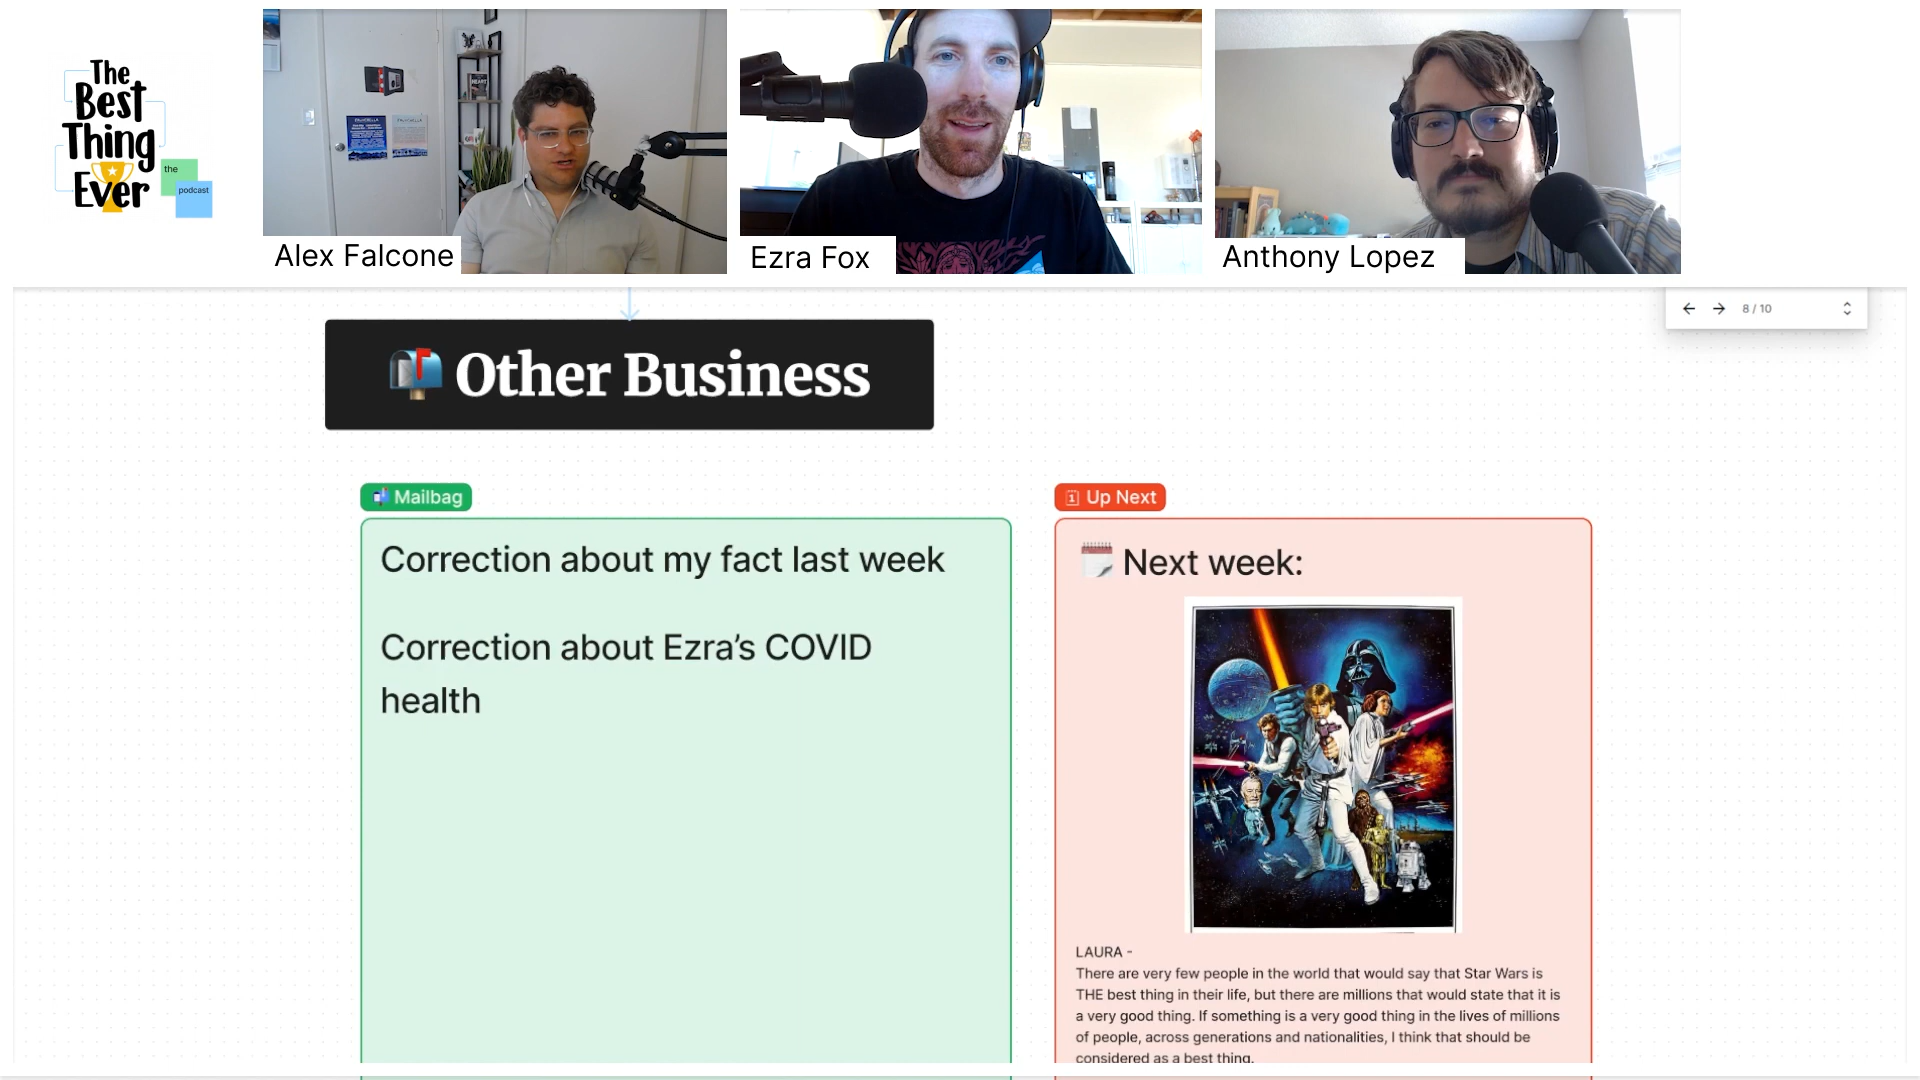 The
Best
Thing
Ever
the
podcast
Alex Falcone
Ezra Fox
Anthony Lopez
8 / 10
Other Business
Mailbag
Correction about my fact last week
Correction about Ezra’s COVID
health
Up Next
Next week:
LAURA -
There are very few people in the world that would say that Star Wars is
THE best thing in their life, but there are millions that would state that it is
a very good thing. If something is a very good thing in the lives of millions
of people, across generations and nationalities, I think that should be
considered as a best thing.